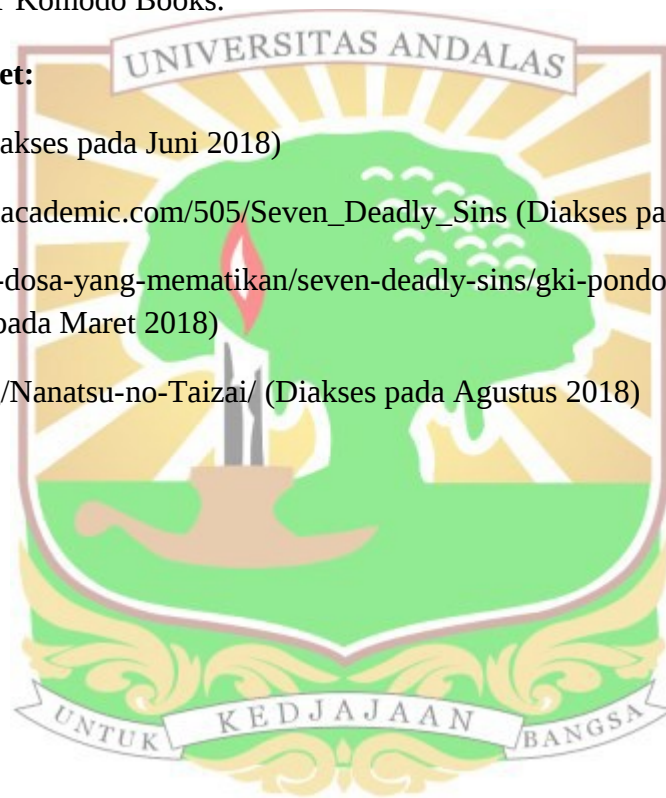 Komodo Books.
UNIVERSITAS ANDALAS
et:
akses pada Juni 2018)
academic.com/505/Seven_Deadly_Sins (Diakses pa
-dosa-yang-mematikan/seven-deadly-sins/gki-pondo
pada Maret 2018)
/Nanatsu-no-Taizai/ (Diakses pada Agustus 2018)
UNTUK KEDJAJAAN BANGSA